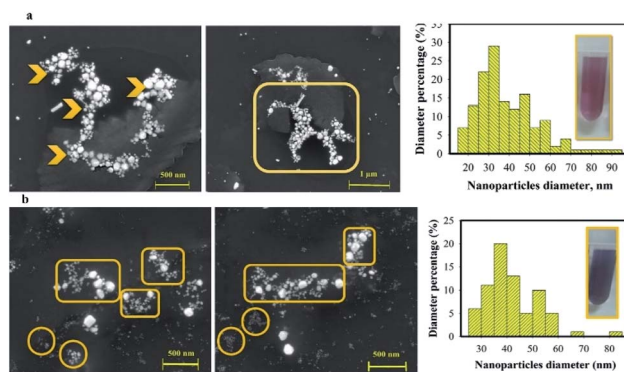 a
500 nm
1 µm
Diameter percentage (%)
35
30
25
20
15
10
5
0
20 30 40 50 60 70 80 90
Nanoparticles diameter, nm
b
500 nm
500 nm
Diameter percentage (%)
25
20
15
10
5
0
30 40 50 60 70 80
Nanoparticles diameter (nm)